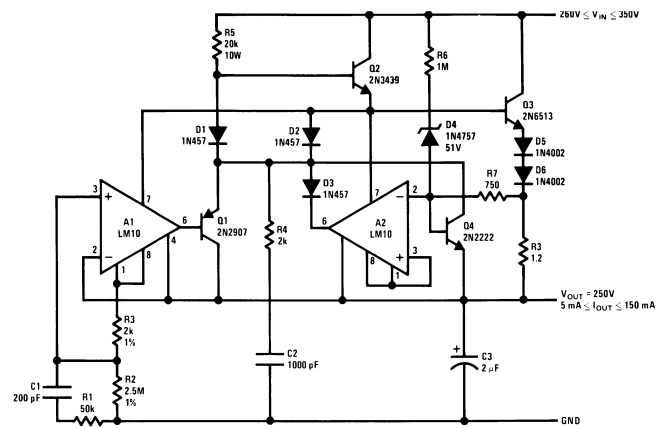 260V ≤ VIN ≤ 350V
R5
20k
10W
Q2
2N3439
R6
1M
Q3
2N6513
D1
1N457
D2
1N457
D4
1N4757
51V
D5
1N4002
D6
1N4002
D3
1N457
R7
750
3
+
7
A1
LM10
6
2
−
4
1
8
Q1
2N2907
R4
2k
7
2
6
A2
LM10
+
3
8
1
Q4
2N2222
R3
1.2
VOUT = 250V
5 mA ≤ IOUT ≤ 150 mA
R3
2k
1%
C2
1000 pF
+
C3
2 μF
C1
200 pF
R1
50k
R2
2.5M
1%
GND